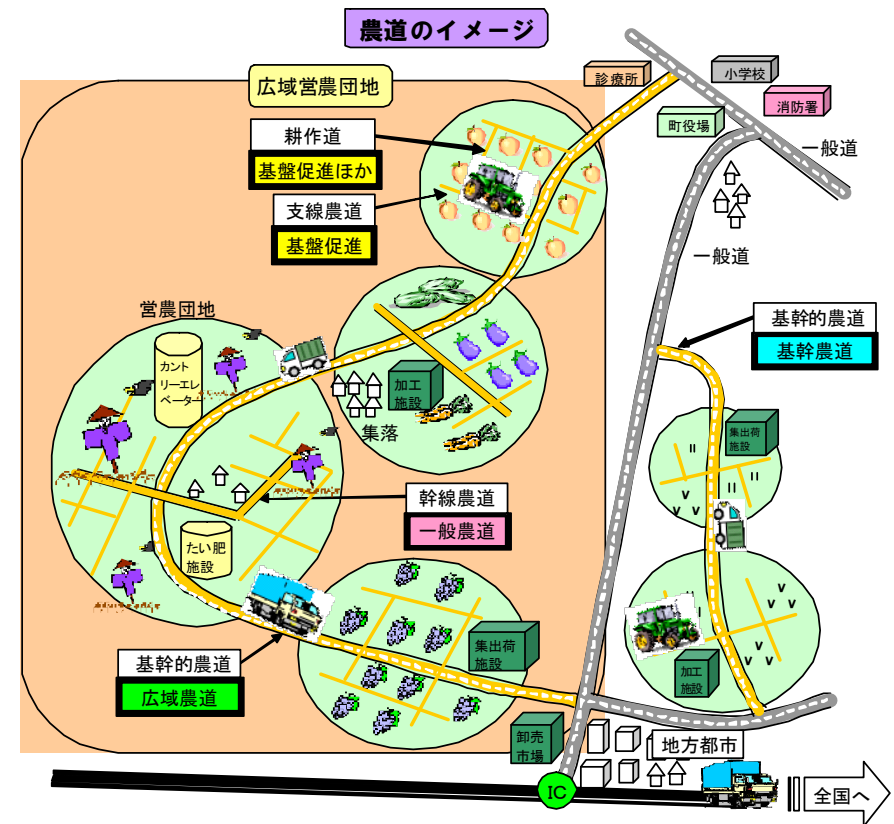 農道のイメージ
広域営農団地
診療所
小学校
消防署
町役場
一般道
耕作道
基盤促進ほか
支線農道
基盤促進
一般道
営農団地
基幹的農道
基幹農道
カント
リーエレ
ベーター
加工
施設
集落
集出荷
施設
幹線農道
一般農道
たい肥
施設
集出荷
施設
基幹的農道
広域農道
加工
施設
卸売
市場
地方都市
IC
全国へ